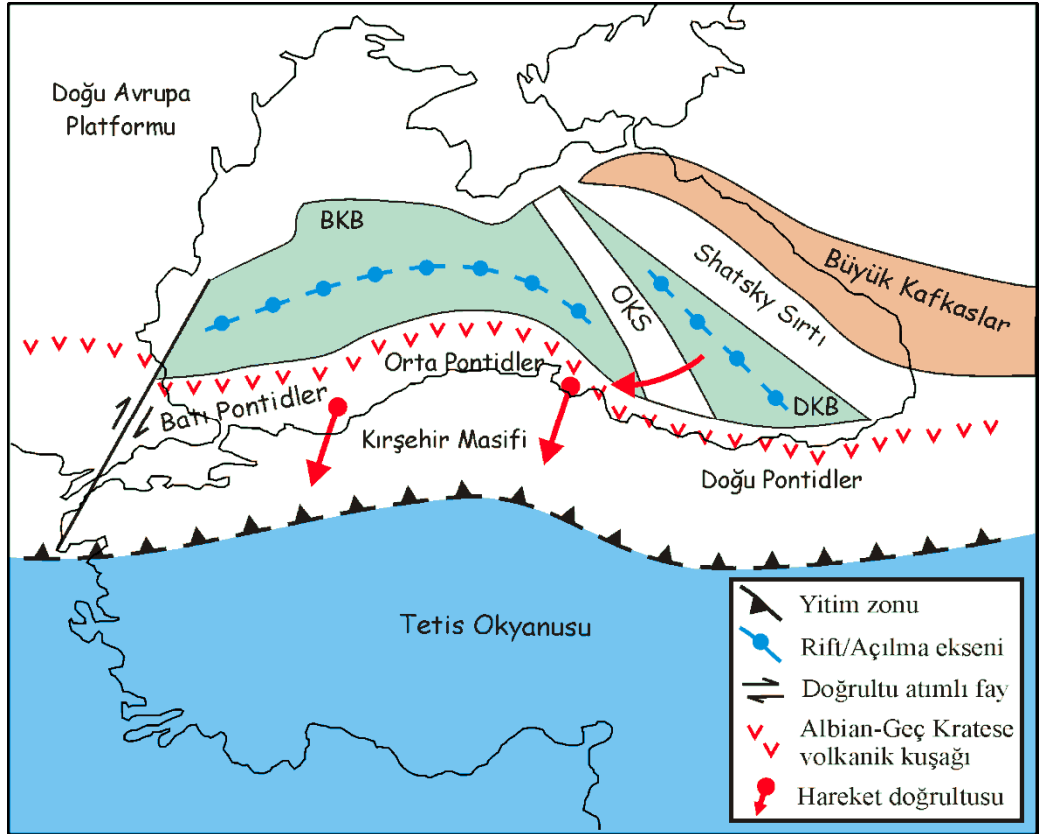 Doğu Avrupa
Platformu
BKB
Büyük Kafkaslar
Shatsky Sırtı
OKS
DKB
Orta Pontidler
Batı Pontidler
Kırşehir Masifi
Doğu Pontidler
Tetis Okyanusu
Yitim zonu
Rift/Açılma ekseni
Doğrultu atımlı fay
Albian-Geç Kratese
volkanik kuşağı
Hareket doğrultusu